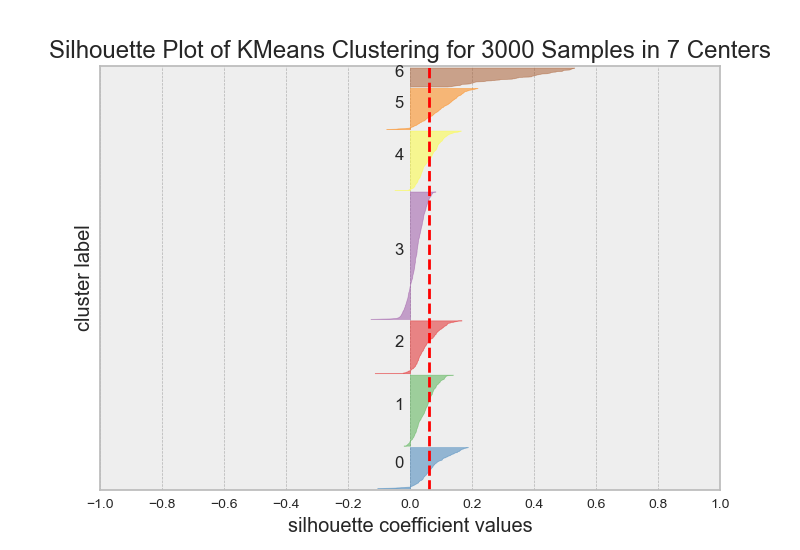 Silhouette Plot of KMeans Clustering for 3000 Samples in 7 Centers
6
5
4
3
2
1
0
cluster label
−1.0 −0.8 −0.6 −0.4 −0.2 0.0 0.2 0.4 0.6 0.8 1.0
silhouette coefficient values